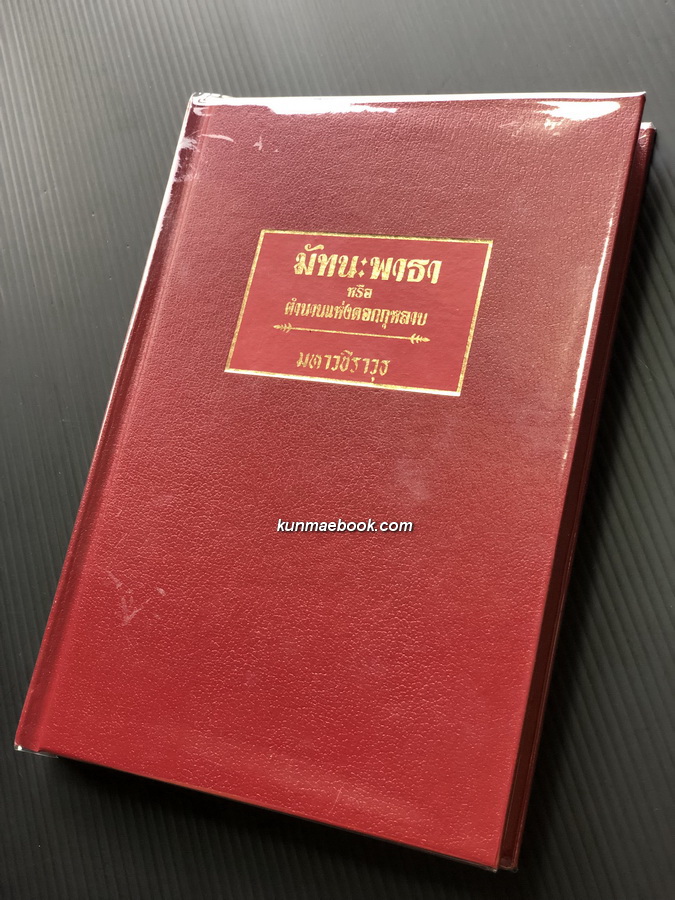 มัทนะพาธา
หรือ
ตำนานแห่งดอกกุหลาบ
มหาวชิราวุธ
kunmaebook.com